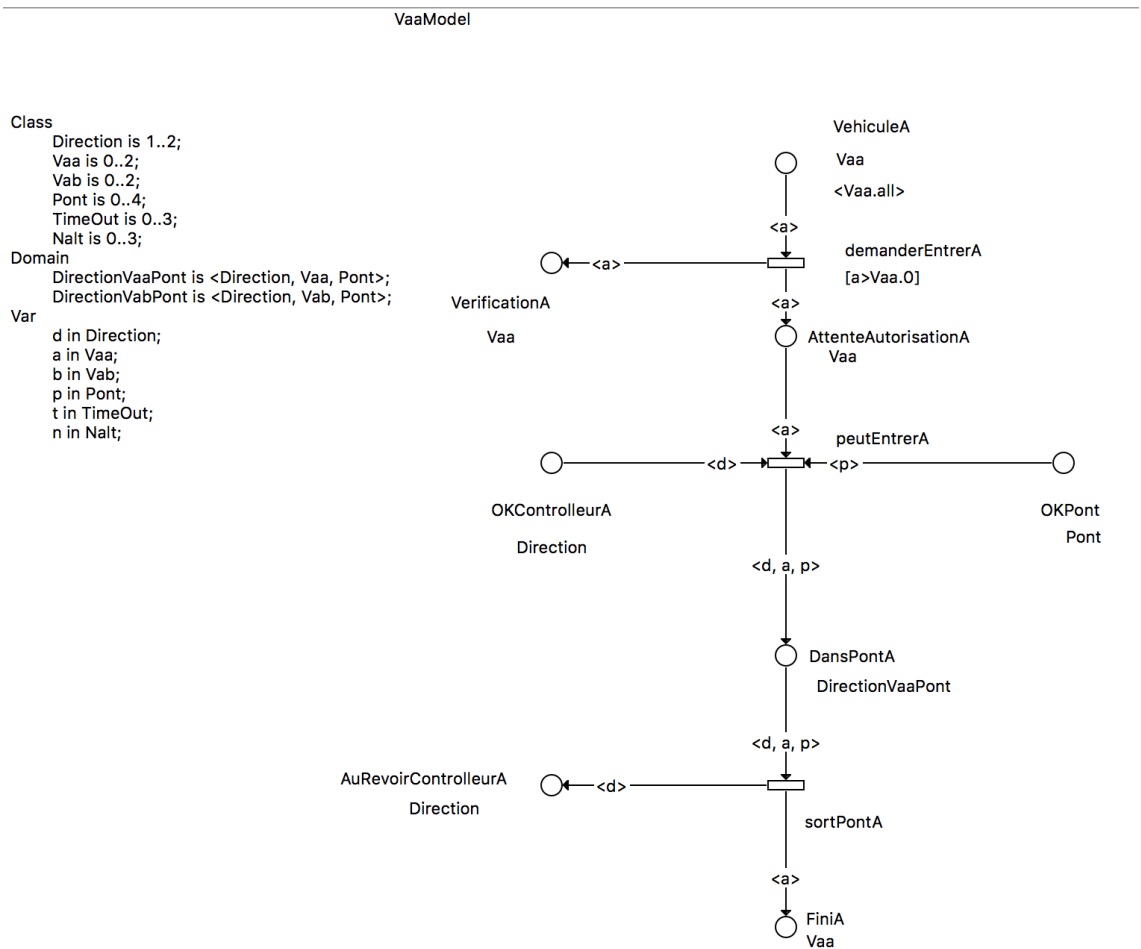 VaaModel
Class
Direction is 1..2;
Vaa is 0..2;
Vab is 0..2;
Pont is 0..4;
TimeOut is 0..3;
Nalt is 0..3;
Domain
DirectionVaaPont is <Direction, Vaa, Pont>;
DirectionVabPont is <Direction, Vab, Pont>;
Var
d in Direction;
a in Vaa;
b in Vab;
p in Pont;
t in TimeOut;
n in Nalt;
VehiculeA
Vaa
<Vaa.all>
<a>
demanderEntrerA
[a>Vaa.0]
<a>
VerificationA
Vaa
<a>
AttenteAutorisationA
Vaa
<a>
peutEntrerA
<d>
<p>
OKControlleurA
Direction
OKPont
Pont
<d, a, p>
DansPontA
DirectionVaaPont
<d, a, p>
AuRevoirControlleurA
Direction
<d>
sortPontA
<a>
FiniA
Vaa